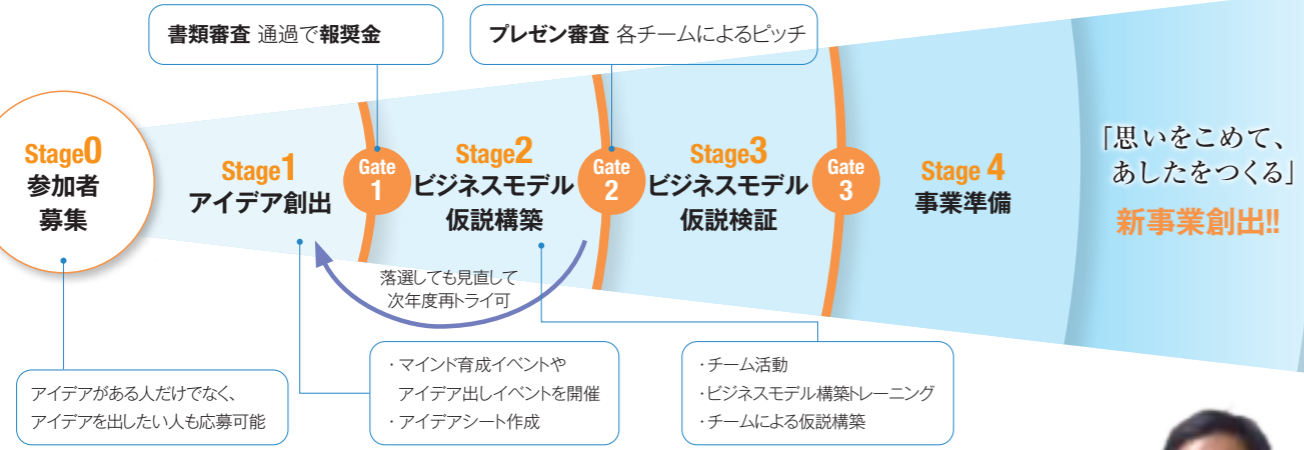 書類審査 通過で報奨金
プレゼン審査 各チームによるピッチ
Stage0
参加者
募集
Stage1
アイデア創出
Gate
1
Stage2
ビジネスモデル
仮説構築
Gate
2
Stage3
ビジネスモデル
仮説検証
Gate
3
Stage 4
事業準備
「思いをこめて、
あしたをつくる」
新事業創出!!
落選しても見直して
次年度再トライ可
アイデアがある人だけでなく、
アイデアを出したい人も応募可能
・マインド育成イベントや
アイデア出しイベントを開催
・アイデアシート作成
・チーム活動
・ビジネスモデル構築トレーニング
・チームによる仮説構築